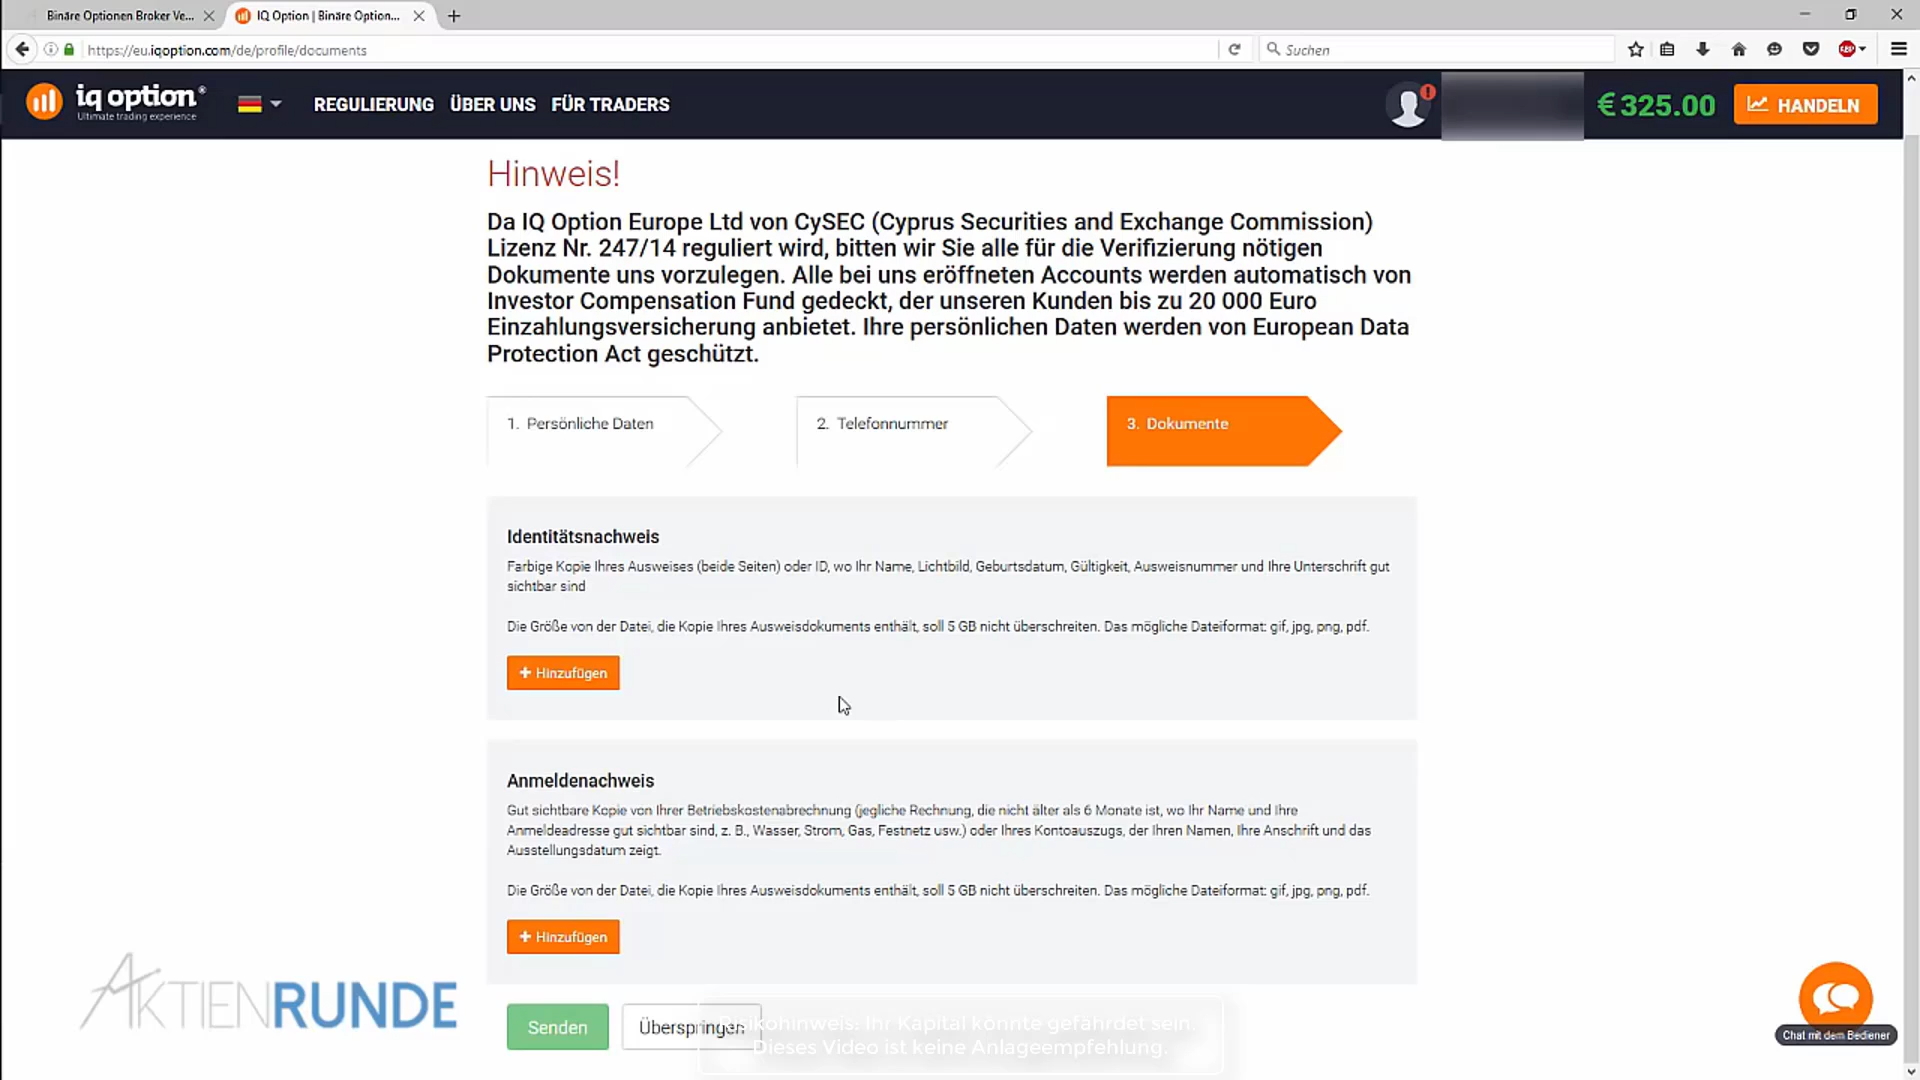 Binäre Optionen Broker Ve...
IQ Option | Binäre Option...
https://eu.iqoption.com/de/profile/documents
Suchen
ABP
iq option®
Ultimate trading experience
REGULIERUNG ÜBER UNS FÜR TRADERS
!
€325.00
HANDELN
Hinweis!
Da IQ Option Europe Ltd von CySEC (Cyprus Securities and Exchange Commission)
Lizenz Nr. 247/14 reguliert wird, bitten wir Sie alle für die Verifizierung nötigen
Dokumente uns vorzulegen. Alle bei uns eröffneten Accounts werden automatisch von
Investor Compensation Fund gedeckt, der unseren Kunden bis zu 20 000 Euro
Einzahlungsversicherung anbietet. Ihre persönlichen Daten werden von European Data
Protection Act geschützt.
1. Persönliche Daten
2. Telefonnummer
3. Dokumente
Identitätsnachweis
Farbige Kopie Ihres Ausweises (beide Seiten) oder ID, wo Ihr Name, Lichtbild, Geburtsdatum, Gültigkeit, Ausweisnummer und Ihre Unterschrift gut
sichtbar sind
Die Größe von der Datei, die Kopie Ihres Ausweisdokuments enthält, soll 5 GB nicht überschreiten. Das mögliche Dateiformat: gif, jpg, png, pdf.
+ Hinzufügen
Anmeldenachweis
Gut sichtbare Kopie von Ihrer Betriebskostenabrechnung (jegliche Rechnung, die nicht älter als 6 Monate ist, wo Ihr Name und Ihre
Anmeldeadresse gut sichtbar sind, z. B., Wasser, Strom, Gas, Festnetz usw.) oder Ihres Kontoauszugs, der Ihren Namen, Ihre Anschrift und das
Ausstellungsdatum zeigt.
Die Größe von der Datei, die Kopie Ihres Ausweisdokuments enthält, soll 5 GB nicht überschreiten. Das mögliche Dateiformat: gif, jpg, png, pdf.
+ Hinzufügen
AKTIENRUNDE
Senden
Überspringen
Risikohinweis: Ihr Kapital könnte gefährdet sein.
Dieses Video ist keine Anlageempfehlung.
Chat mit dem Bediener